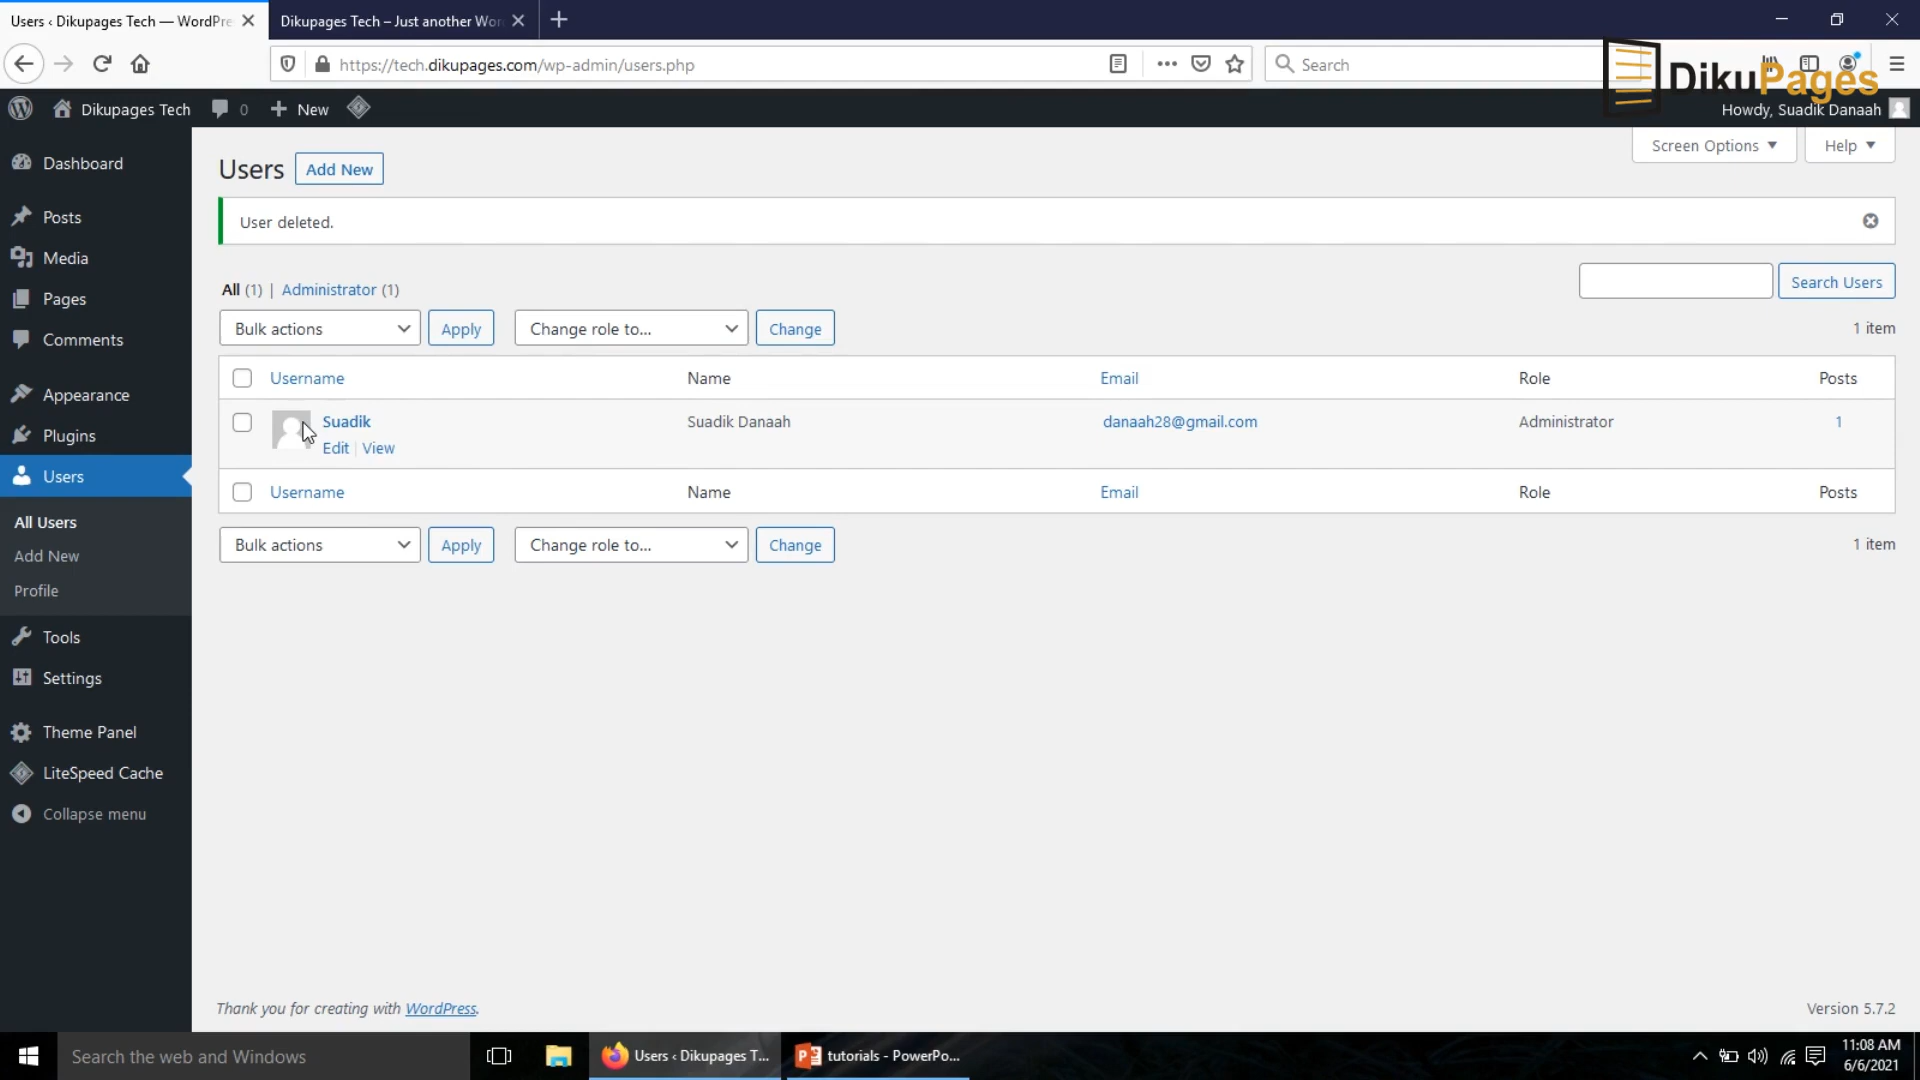 Users ‹ Dikupages Tech — WordPre
Dikupages Tech – Just another Wor
https://tech.dikupages.com/wp-admin/users.php
Search
DikuPages
Dikupages Tech
0
New
Howdy, Suadik Danaah
Dashboard
Posts
Media
Pages
Comments
Appearance
Plugins
Users
All Users
Add New
Profile
Tools
Settings
Theme Panel
LiteSpeed Cache
Collapse menu
Screen Options
Help
Users
Add New
User deleted.
All (1) | Administrator (1)
Search Users
Bulk actions
Apply
Change role to...
Change
1 item
Username
Name
Email
Role
Posts
Suadik
Suadik Danaah
danaah28@gmail.com
Administrator
1
Edit | View
Username
Name
Email
Role
Posts
Bulk actions
Apply
Change role to...
Change
1 item
Thank you for creating with WordPress.
Version 5.7.2
Search the web and Windows
Users ‹ Dikupages T...
tutorials - PowerPo...
11:08 AM
6/6/2021